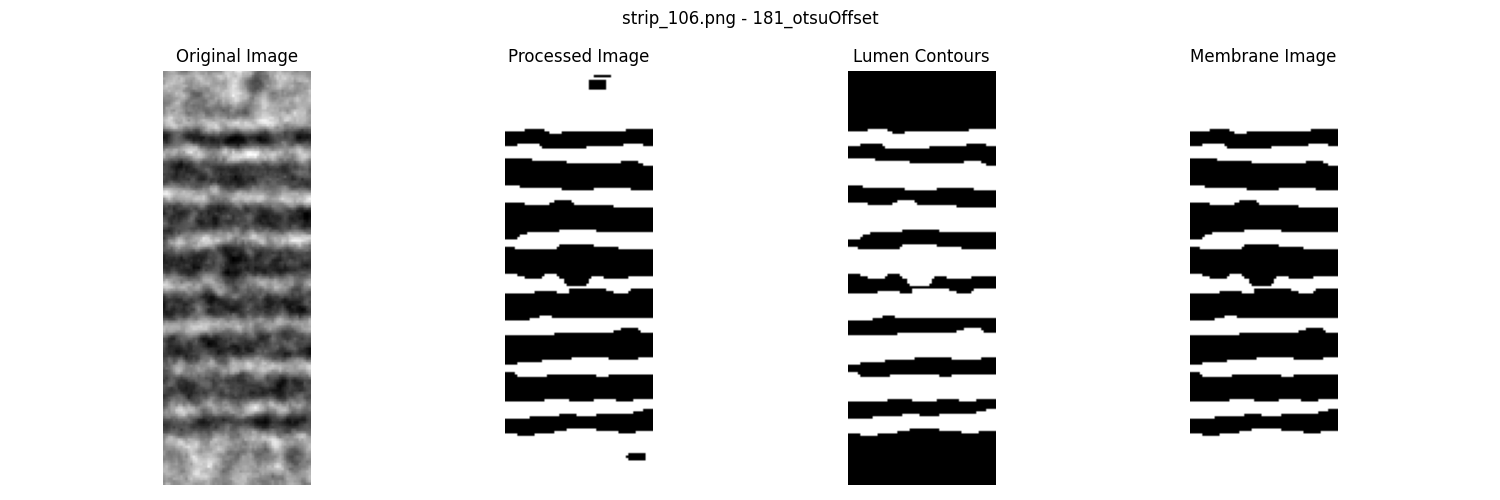 strip_106.png - 181_otsuOffset
Original Image
Processed Image
Lumen Contours
Membrane Image